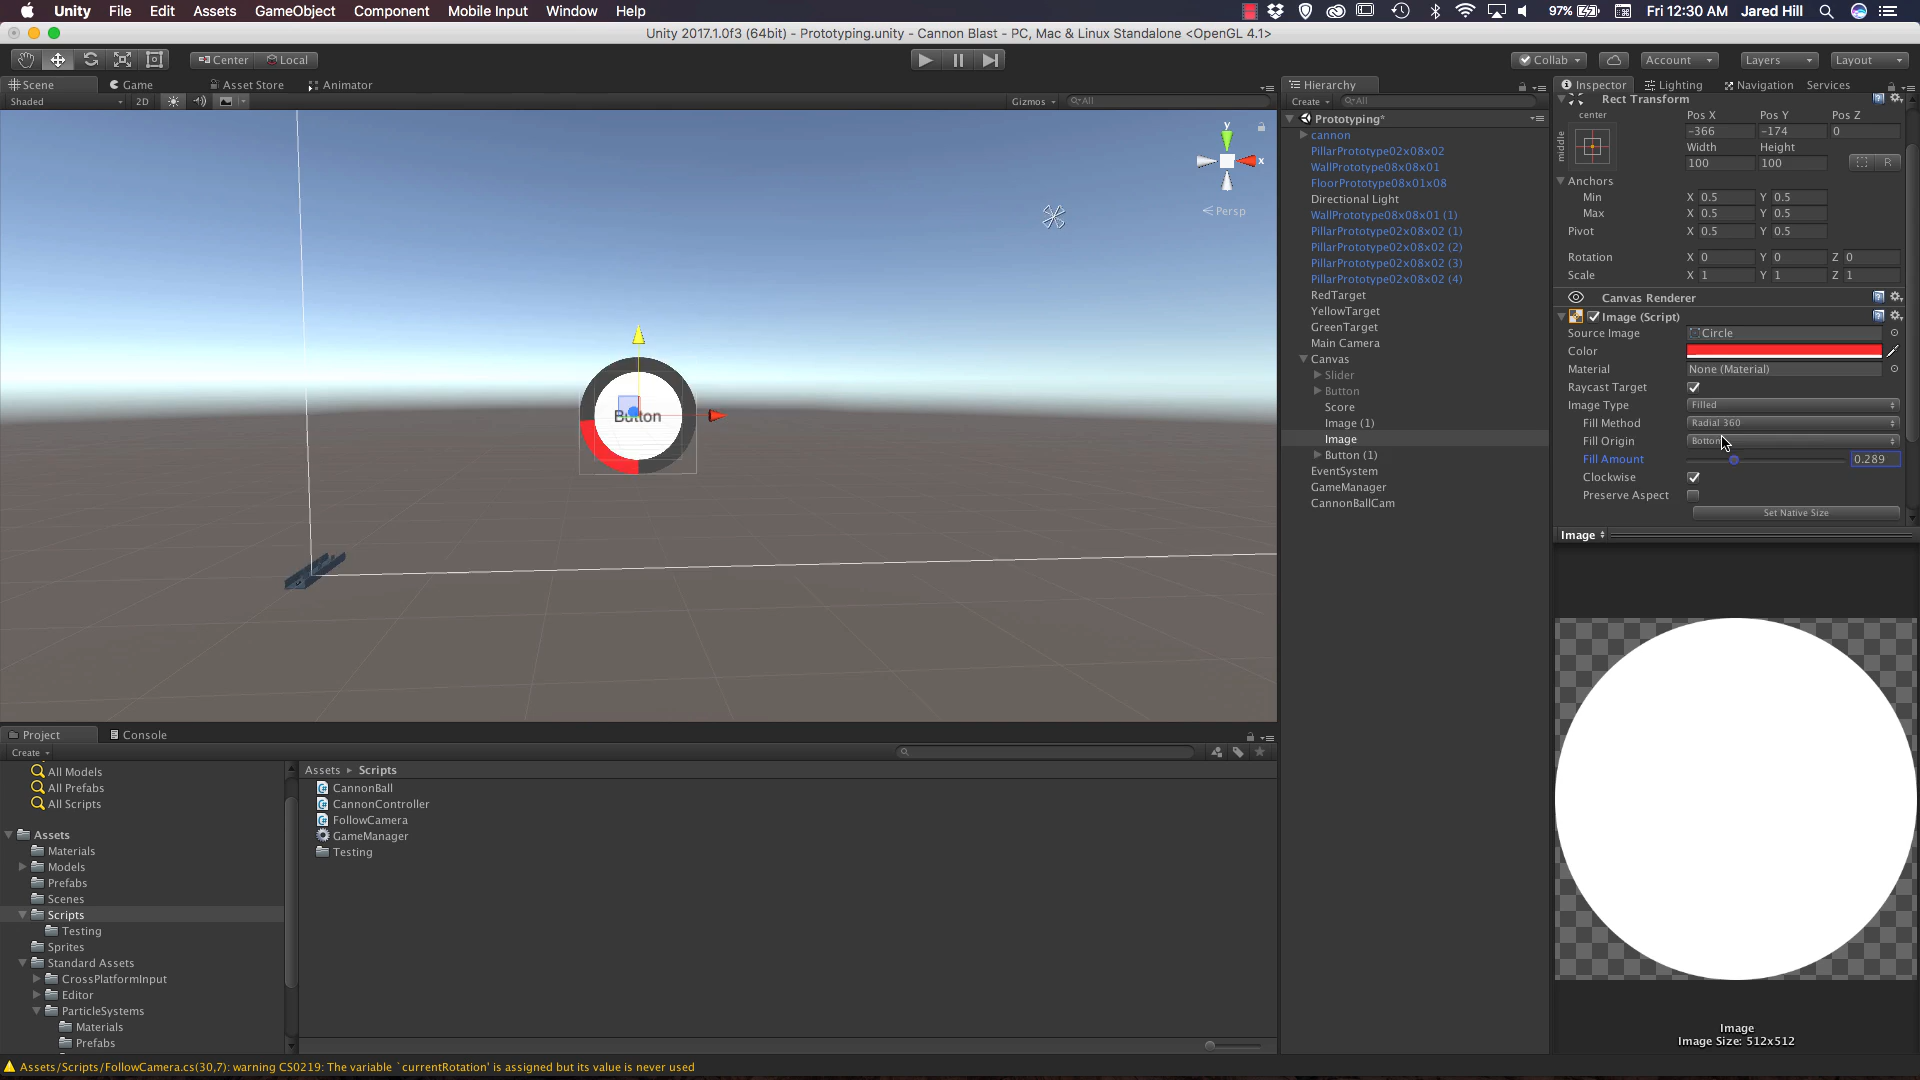 Unity File Edit Assets GameObject Component Mobile Input Window Help 97% Fri 12:30 AM Jared Hill
Unity 2017.1.0f3 (64bit) - Prototyping.unity - Cannon Blast - PC, Mac & Linux Standalone <OpenGL 4.1>
Center Local Collab Account Layers Layout
Scene Game Asset Store Animator
Shaded 2D Gizmos All
y
x
Persp
Button
Hierarchy
Create All
Prototyping*
cannon
PillarPrototype02x08x02
WallPrototype08x08x01
FloorPrototype08x01x08
Directional Light
WallPrototype08x08x01 (1)
PillarPrototype02x08x02 (1)
PillarPrototype02x08x02 (2)
PillarPrototype02x08x02 (3)
PillarPrototype02x08x02 (4)
RedTarget
YellowTarget
GreenTarget
Main Camera
Canvas
Slider
Button
Score
Image (1)
Image
Button (1)
EventSystem
GameManager
CannonBallCam
Inspector Lighting Navigation Services
Rect Transform
center Pos X Pos Y Pos Z
middle -366 -174 0
Width Height
100 100 R
Anchors
Min X 0.5 Y 0.5
Max X 0.5 Y 0.5
Pivot X 0.5 Y 0.5
Rotation X 0 Y 0 Z 0
Scale X 1 Y 1 Z 1
Canvas Renderer
Image (Script)
Source Image Circle
Color
Material None (Material)
Raycast Target
Image Type Filled
Fill Method Radial 360
Fill Origin Bottom
Fill Amount 0.289
Clockwise
Preserve Aspect
Set Native Size
Image
Image
Image Size: 512x512
Project Console
Create
All Models
All Prefabs
All Scripts
Assets
Materials
Models
Prefabs
Scenes
Scripts
Testing
Sprites
Standard Assets
CrossPlatformInput
Editor
ParticleSystems
Materials
Prefabs
Assets Scripts
CannonBall
CannonController
FollowCamera
GameManager
Testing
Assets/Scripts/FollowCamera.cs(30,7): warning CS0219: The variable `currentRotation' is assigned but its value is never used